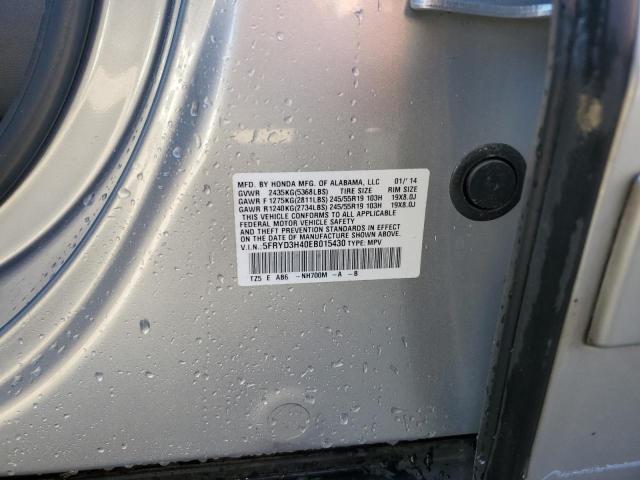 MFD. BY HONDA MFG. OF ALABAMA, LLC 01/'14
GVWR 2435KG(5368LBS) TIRE SIZE RIM SIZE
GAWR F 1275KG(2811LBS) 245/55R19 103H 19X8.0J
GAWR R1240KG(2734LBS) 245/55R19 103H 19X8.0J
THIS VEHICLE CONFORMS TO ALL APPLICABLE
FEDERAL MOTOR VEHICLE SAFETY
AND THEFT PREVENTION STANDARDS IN EFFECT
ON THE DATE OF MANUFACTURE SHOWN ABOVE.
V.I.N.:5FRYD3H40EB015430 TYPE: MPV
TZ5 E AB6 -NH700M -A -B